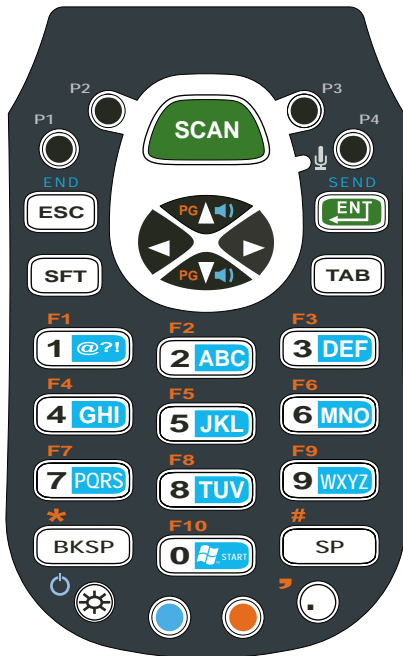 P2 P3
P1 P4
SCAN
END SEND
ESC ENT
PG
PG
SFT TAB
F1 F2 F3
1 @?! 2 ABC 3 DEF
F4 F5 F6
4 GHI 5 JKL 6 MNO
F7 F8 F9
7 PQRS 8 TUV 9 WXYZ
* F10 #
BKSP 0 START SP
, .